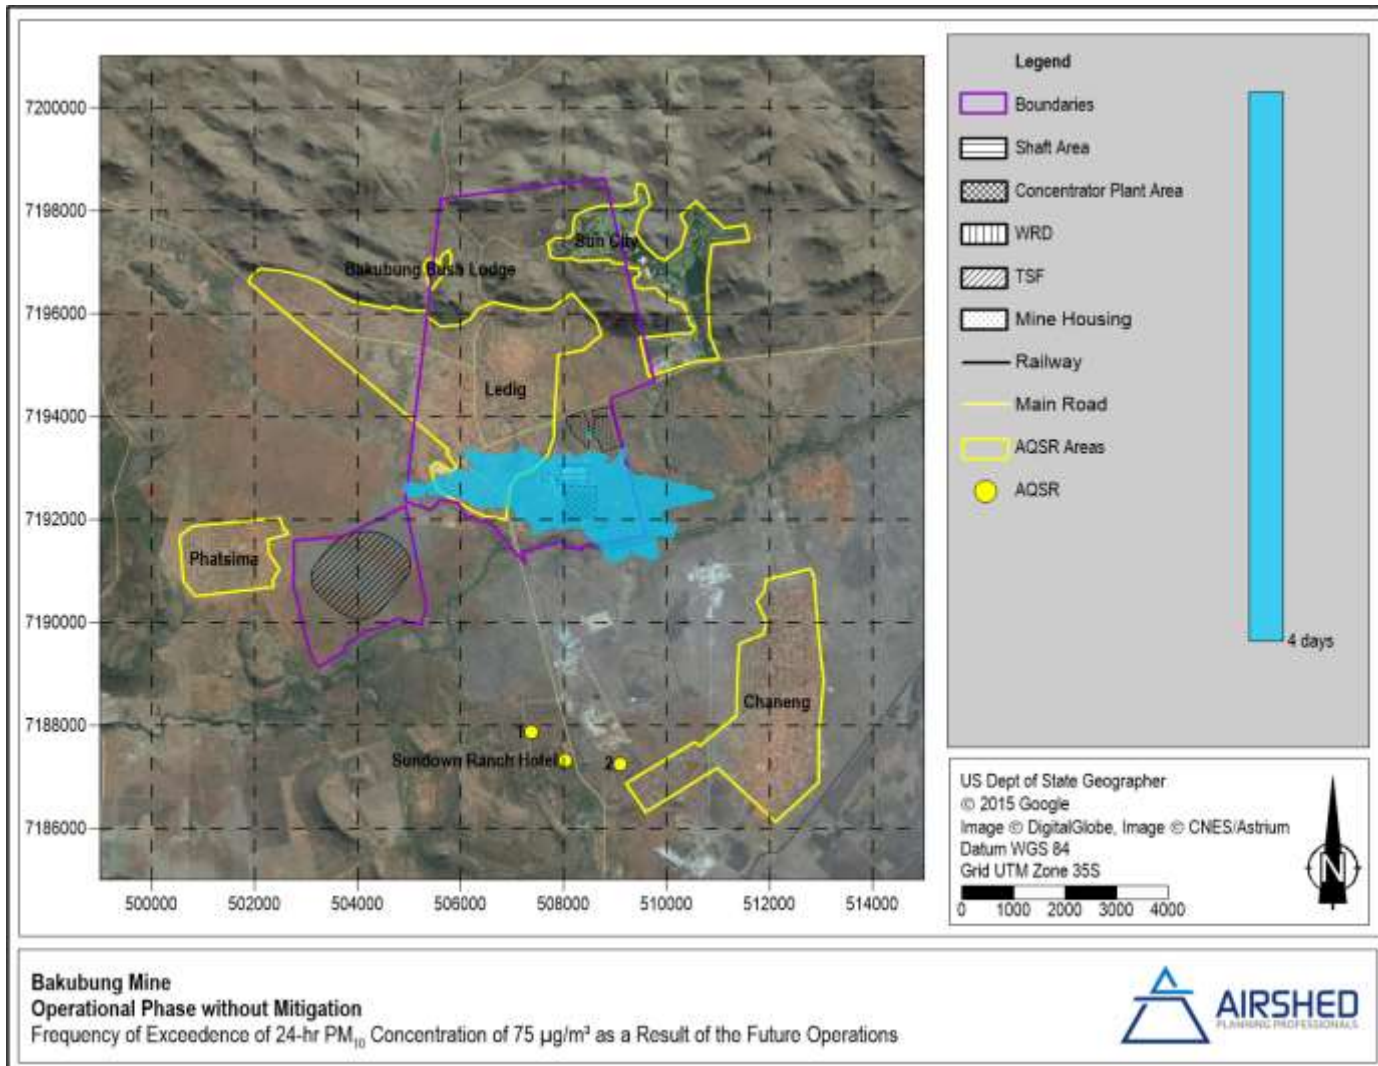 Legend
Boundaries
Shaft Area
Concentrator Plant Area
WRD
TSF
Mine Housing
Railway
Main Road
AQSR Areas
AQSR
4 days
7200000
7198000
7196000
7194000
7192000
7190000
7188000
7186000
500000
502000
504000
506000
508000
510000
512000
514000
Sun City
Bakubung Bush Lodge
Ledig
Phatsima
Chaneng
1
Sundown Ranch Hotel
2
US Dept of State Geographer
© 2015 Google
Image © DigitalGlobe, Image © CNES/Astrium
Datum WGS 84
Grid UTM Zone 35S
0 1000 2000 3000 4000
N
Bakubung Mine
Operational Phase without Mitigation
Frequency of Exceedence of 24-hr PM₁₀ Concentration of 75 µg/m³ as a Result of the Future Operations
AIRSHED
PLANNING PROFESSIONALS